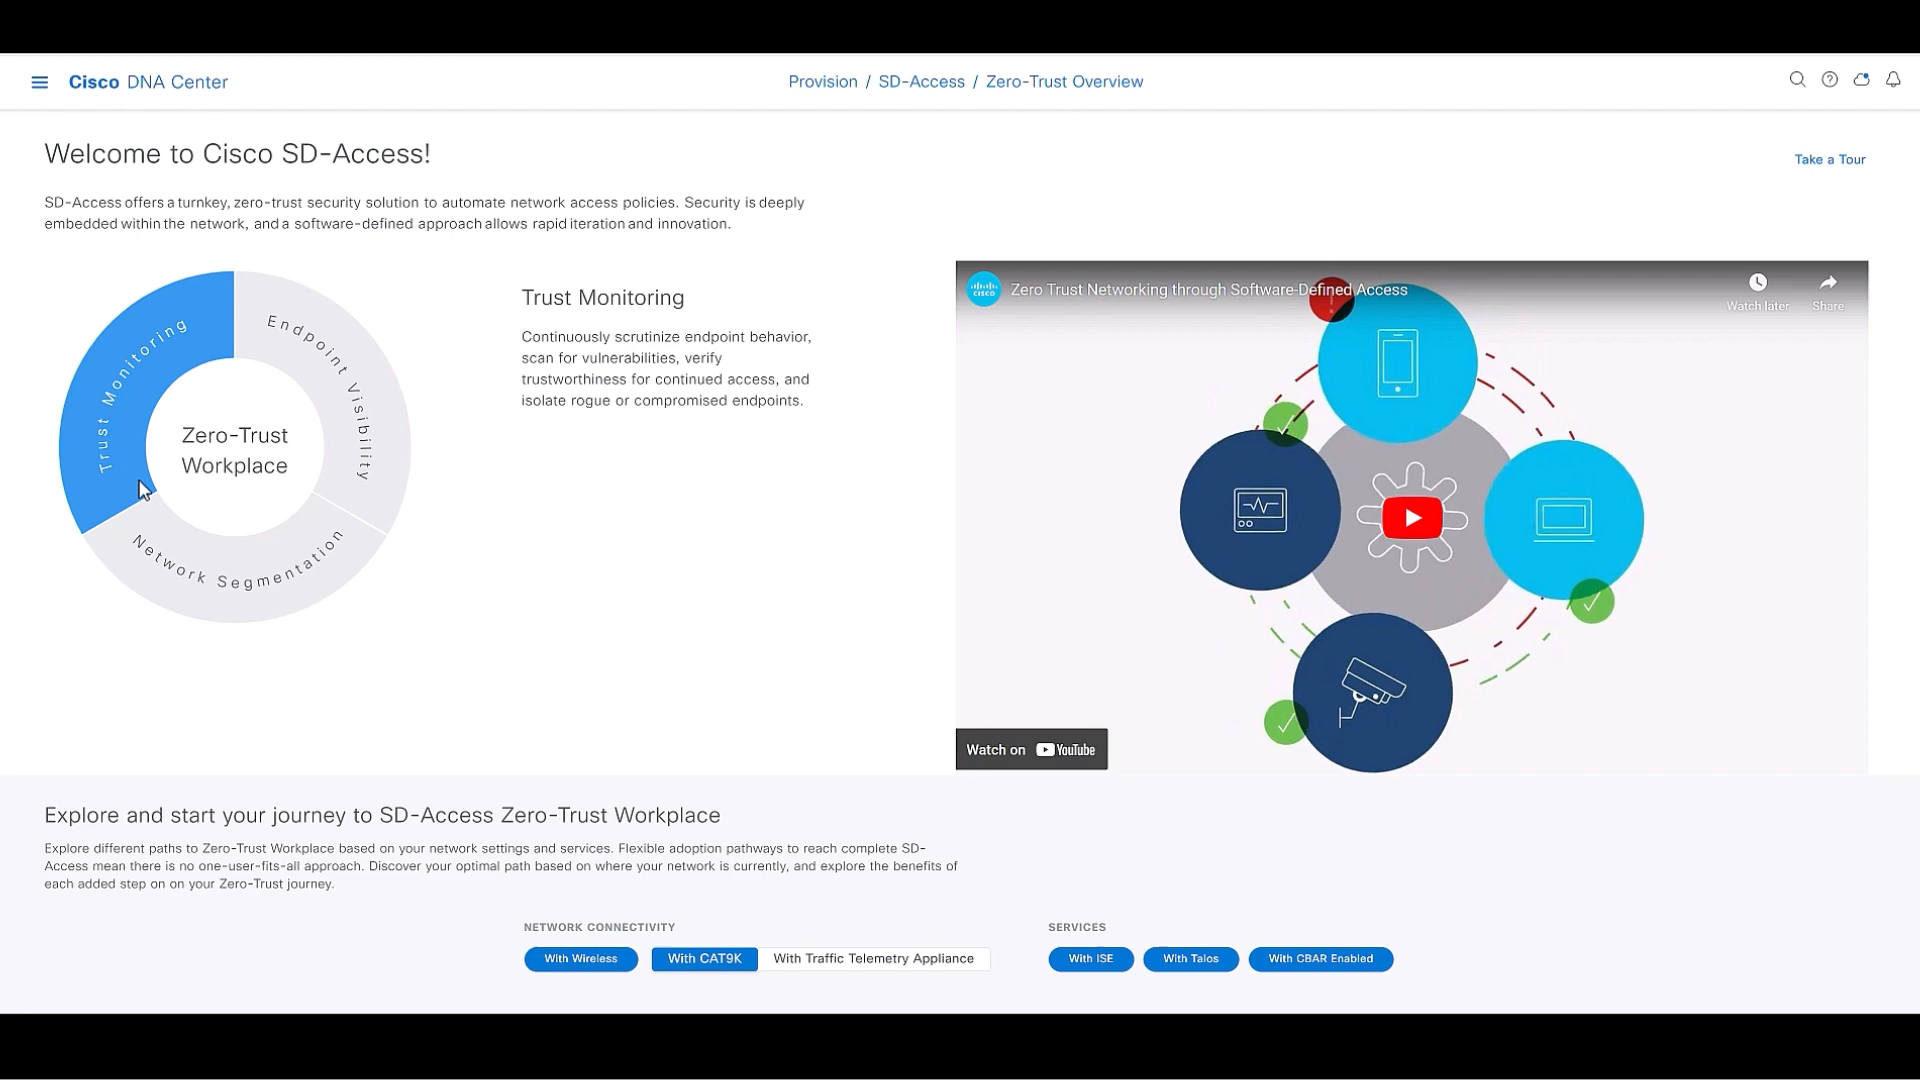 Cisco DNA Center
Provision / SD-Access / Zero-Trust Overview
Welcome to Cisco SD-Access!
Take a Tour
SD-Access offers a turnkey, zero-trust security solution to automate network access policies. Security is deeply
embedded within the network, and a software-defined approach allows rapid iteration and innovation.
Trust Monitoring
Endpoint Visibility
Network Segmentation
Zero-Trust
Workplace
Trust Monitoring
Continuously scrutinize endpoint behavior,
scan for vulnerabilities, verify
trustworthiness for continued access, and
isolate rogue or compromised endpoints.
cisco
Zero Trust Networking through Software-Defined Access
Watch later
Share
Watch on YouTube
Explore and start your journey to SD-Access Zero-Trust Workplace
Explore different paths to Zero-Trust Workplace based on your network settings and services. Flexible adoption pathways to reach complete SD-
Access mean there is no one-user-fits-all approach. Discover your optimal path based on where your network is currently, and explore the benefits of
each added step on on your Zero-Trust journey.
NETWORK CONNECTIVITY
With Wireless
With CAT9K
With Traffic Telemetry Appliance
SERVICES
With ISE
With Talos
With CBAR Enabled